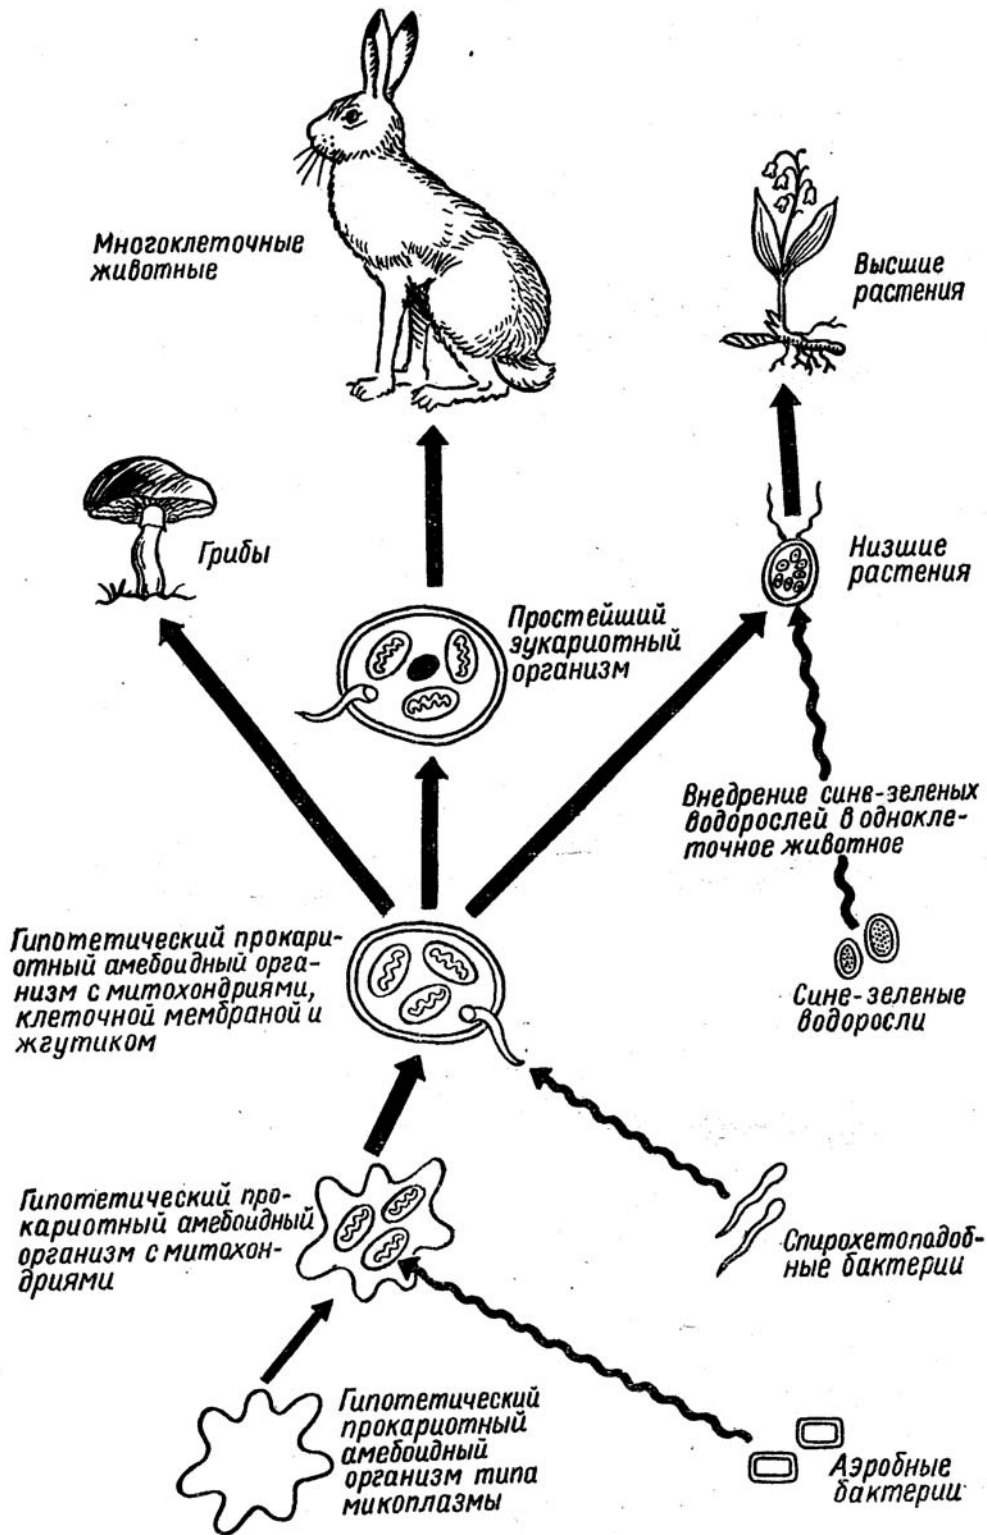 Многоклеточные
животные
Высшие
растения
Грибы
Низшие
растения
Простейший
эукариотный
организм
Внедрение сине-зеленых
водорослей в однокле-
точное животное
Гипотетический прокари-
отный амебоидный орга-
низм с митохондриями,
клеточной мембраной и
жгутиком
Сине-зеленые
водоросли
Гипотетический про-
кариотный амебоидный
организм с митохон-
дриями
Спирохетоподоб-
ные бактерии
Гипотетический
прокариотный
амебоидный
организм типа
микоплазмы
Аэробные
бактерии